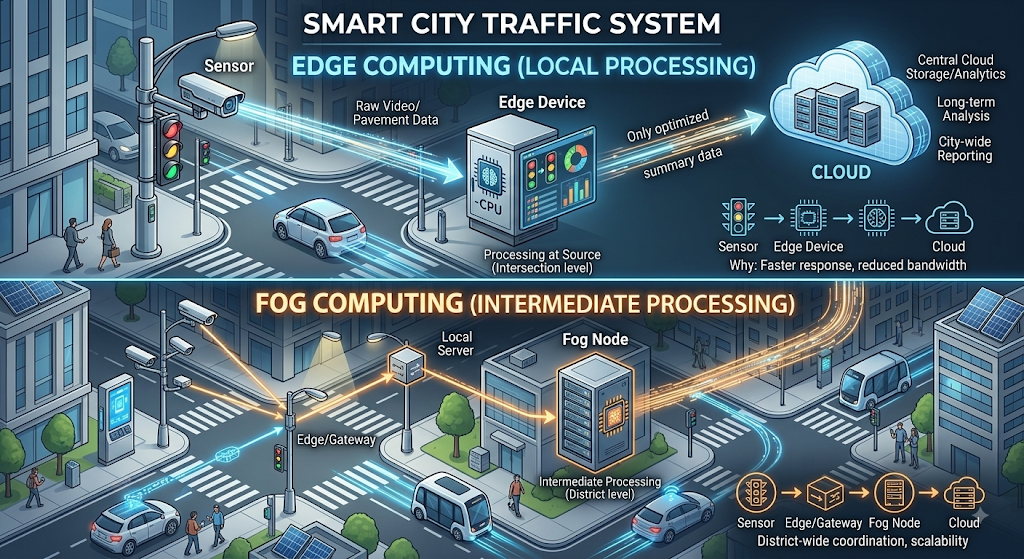 SMART CITY TRAFFIC SYSTEM
EDGE COMPUTING (LOCAL PROCESSING)
Sensor
Raw Video/
Pavement Data
Edge Device
-CPU
Processing at Source
(Intersection level)
Only optimized
summary data
CLOUD
Central Cloud
Storage/Analytics
Long-term
Analysis
City-wide
Reporting
Sensor
Edge Device
Cloud
Why: Faster response, reduced bandwidth
FOG COMPUTING (INTERMEDIATE PROCESSING)
Local
Server
Fog Node
Edge/Gateway
Intermediate Processing
(District level)
Sensor
Edge/Gateway
Fog Node
Cloud
District-wide coordination, scalability